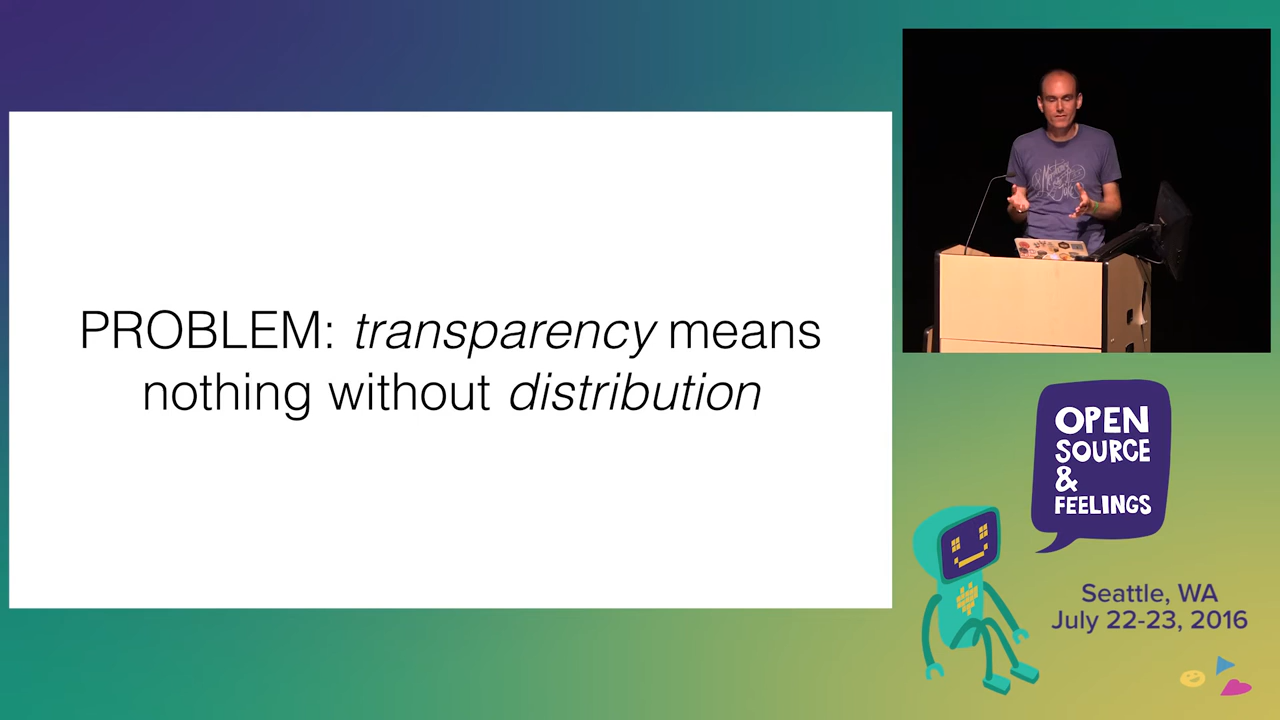 PROBLEM: transparency means
nothing without distribution
OPEN
SOURCE
&
FEELINGS
Seattle, WA
July 22-23, 2016